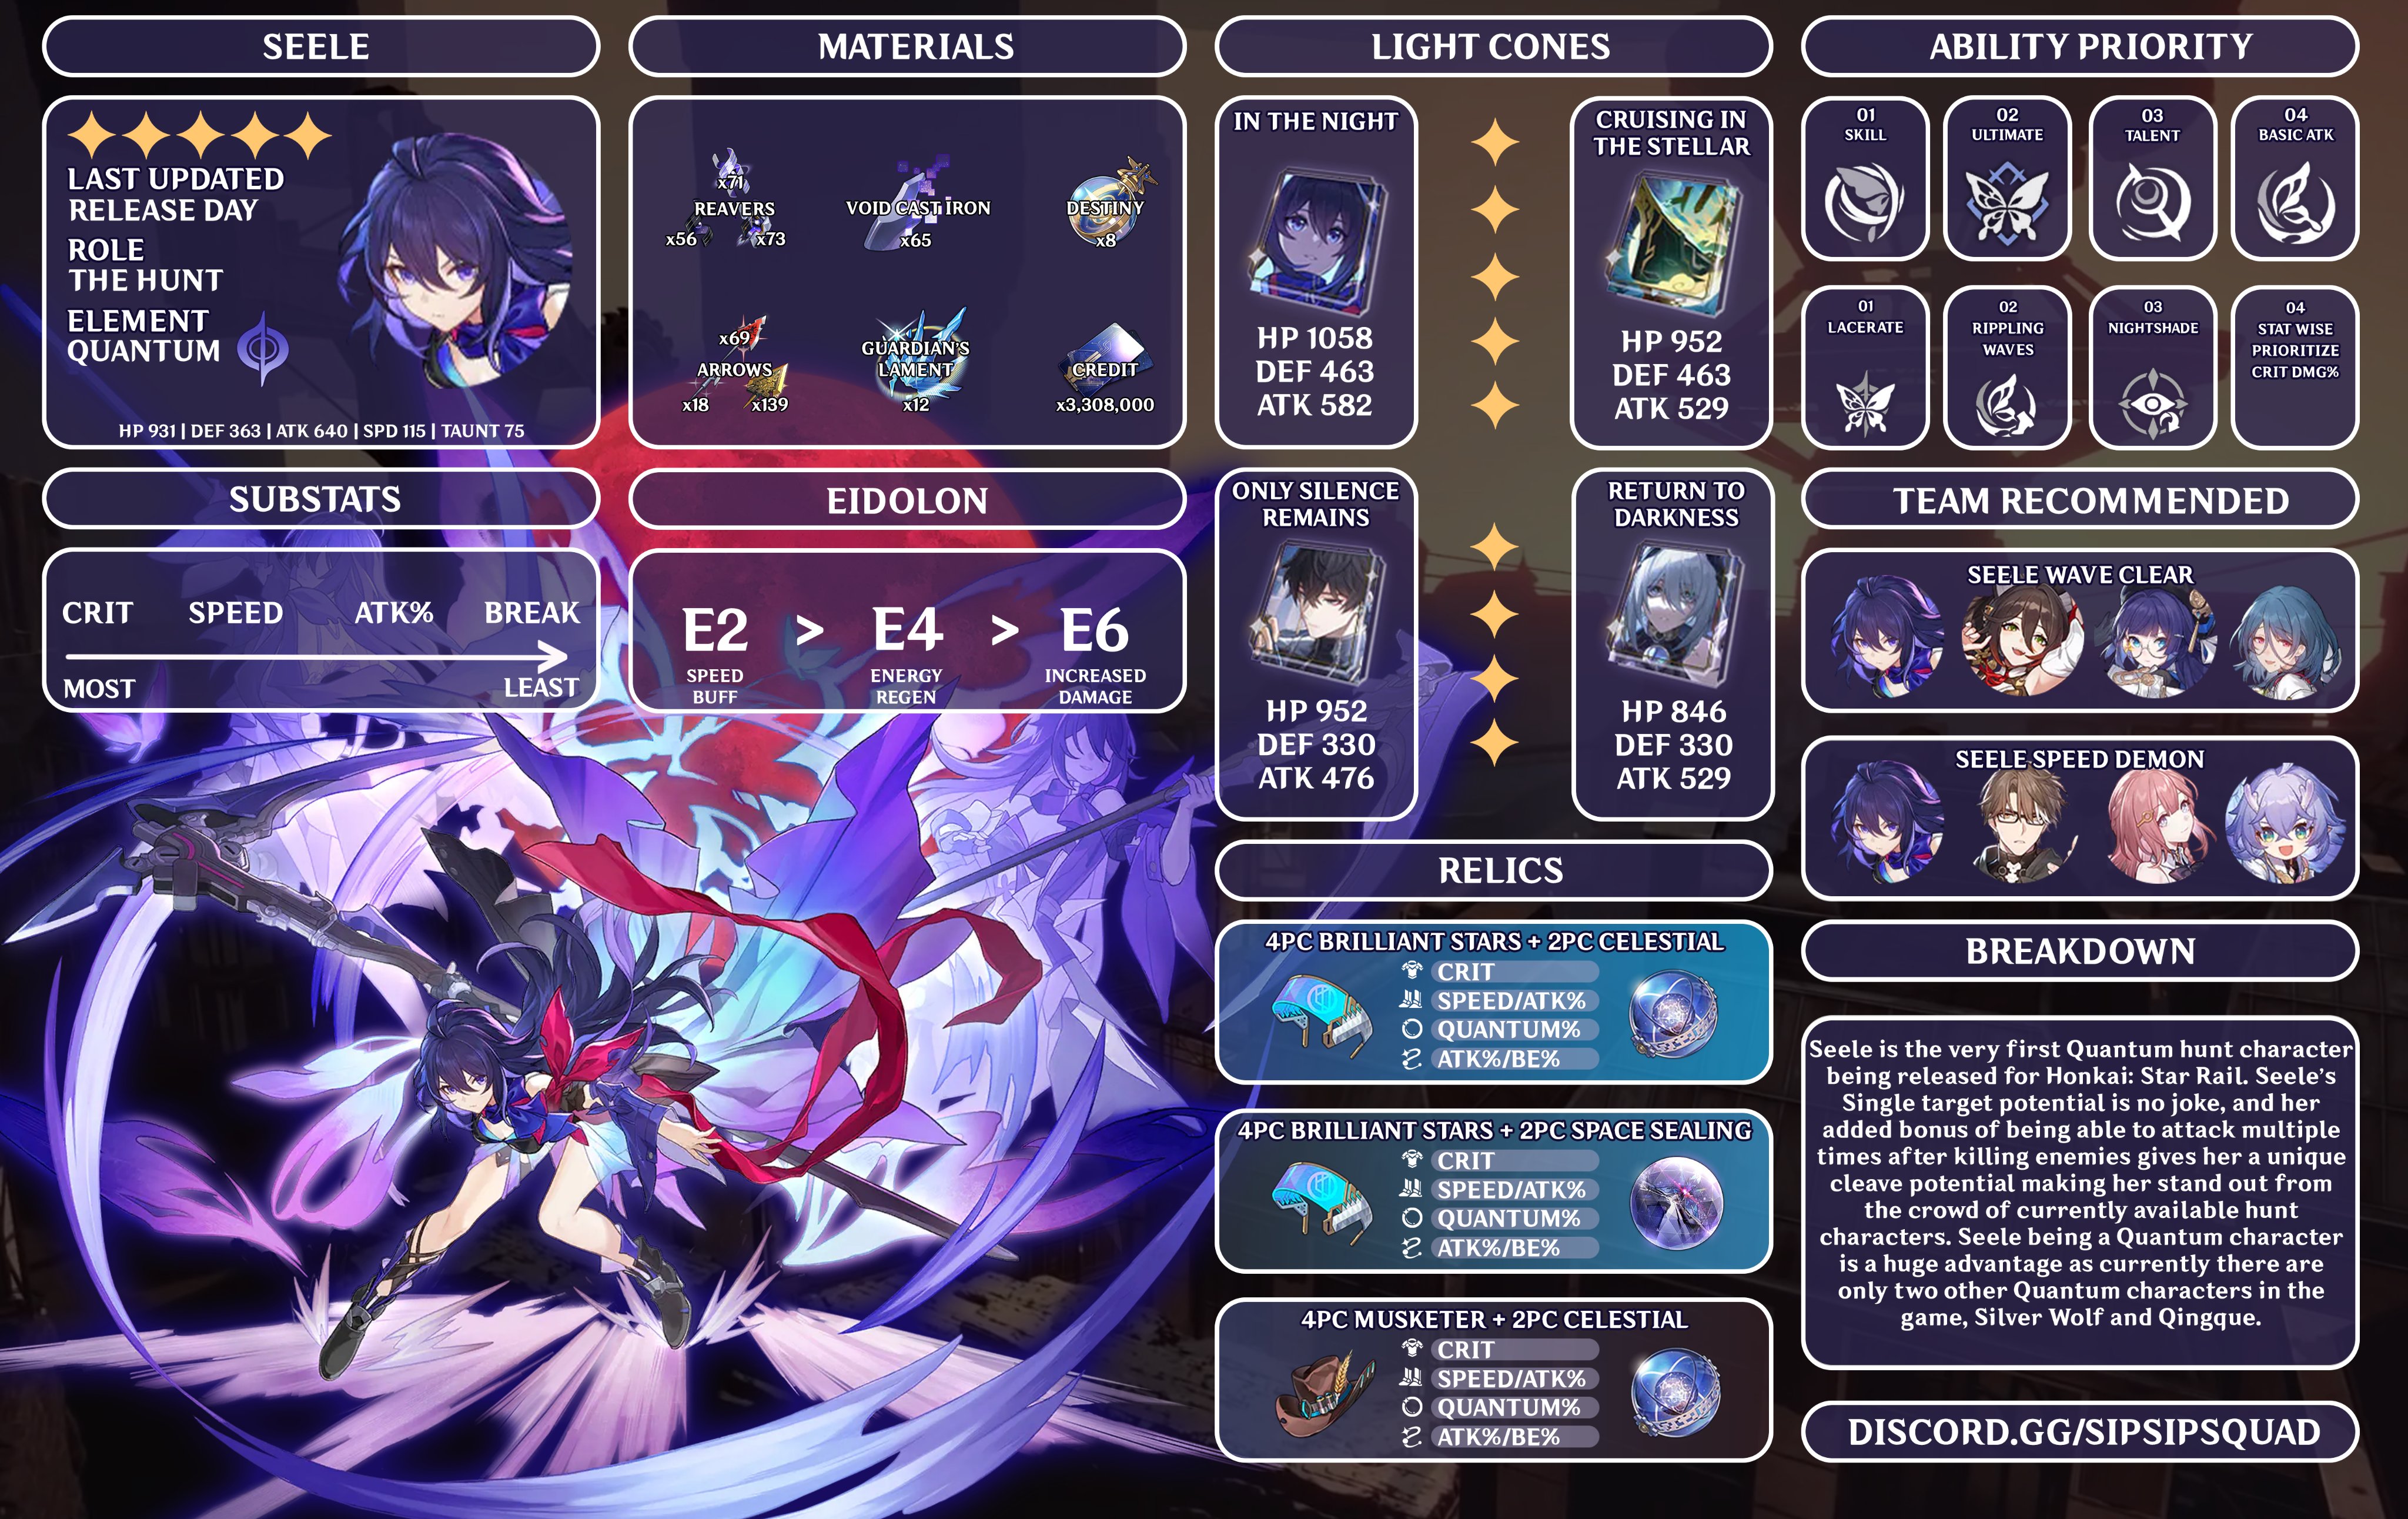 SEELE
LAST UPDATED
RELEASE DAY
ROLE
THE HUNT
ELEMENT
QUANTUM
HP 931 | DEF 363 | ATK 640 | SPD 115 | TAUNT 75
MATERIALS
x71
REAVERS
x56
x73
VOID CAST IRON
x65
DESTINY
x8
x69
ARROWS
x18
x139
GUARDIAN'S
LAMENT
x12
CREDIT
x3,308,000
SUBSTATS
CRIT
SPEED
ATK%
BREAK
MOST
LEAST
EIDOLON
E2 > E4 > E6
SPEED
BUFF
ENERGY
REGEN
INCREASED
DAMAGE
LIGHT CONES
IN THE NIGHT
HP 1058
DEF 463
ATK 582
CRUISING IN
THE STELLAR
HP 952
DEF 463
ATK 529
ONLY SILENCE
REMAINS
HP 952
DEF 330
ATK 476
RETURN TO
DARKNESS
HP 846
DEF 330
ATK 529
RELICS
4PC BRILLIANT STARS + 2PC CELESTIAL
CRIT
SPEED/ATK%
QUANTUM%
ATK%/BE%
4PC BRILLIANT STARS + 2PC SPACE SEALING
CRIT
SPEED/ATK%
QUANTUM%
ATK%/BE%
4PC MUSKETER + 2PC CELESTIAL
CRIT
SPEED/ATK%
QUANTUM%
ATK%/BE%
ABILITY PRIORITY
01
SKILL
02
ULTIMATE
03
TALENT
04
BASIC ATK
01
LACERATE
02
RIPPLING
WAVES
03
NIGHTSHADE
04
STAT WISE
PRIORITIZE
CRIT DMG%
TEAM RECOMMENDED
SEELE WAVE CLEAR
SEELE SPEED DEMON
BREAKDOWN
Seele is the very first Quantum hunt character
being released for Honkai: Star Rail. Seele's
Single target potential is no joke, and her
added bonus of being able to attack multiple
times after killing enemies gives her a unique
cleave potential making her stand out from
the crowd of currently available hunt
characters. Seele being a Quantum character
is a huge advantage as currently there are
only two other Quantum characters in the
game, Silver Wolf and Qingque.
DISCORD.GG/SIPSIPSQUAD